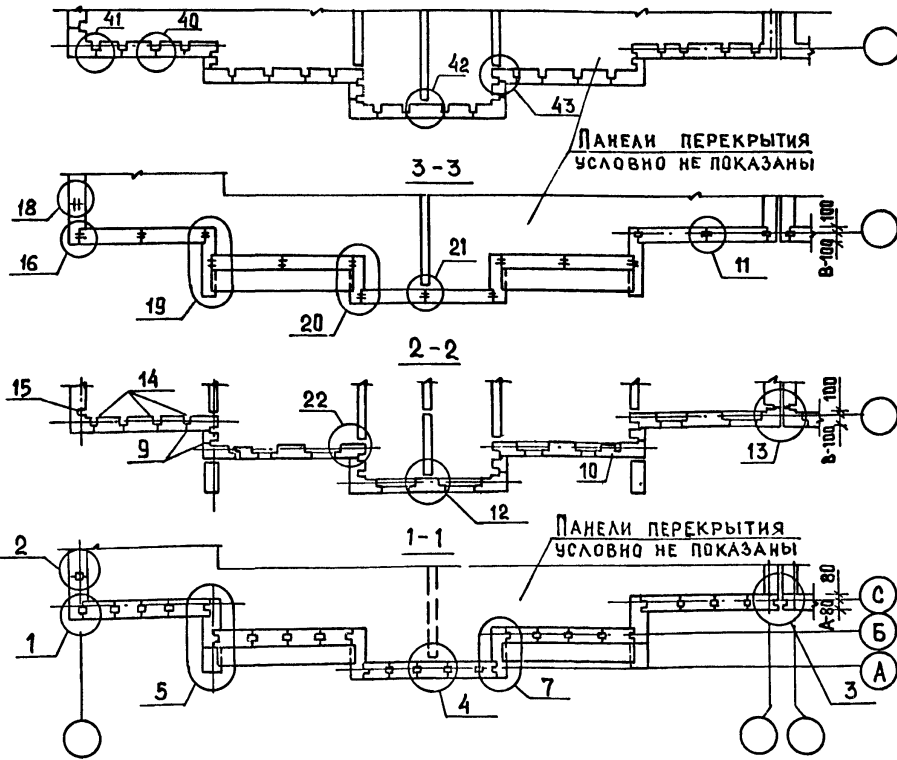 41
40
42
43
Панели перекрытия
условно не показаны
3-3
18
16
19
20
21
11
100
В-100
2-2
15
14
22
9
12
10
13
100
В-100
1-1
Панели перекрытия
условно не показаны
2
1
5
4
7
3
80
А-80
С
Б
А